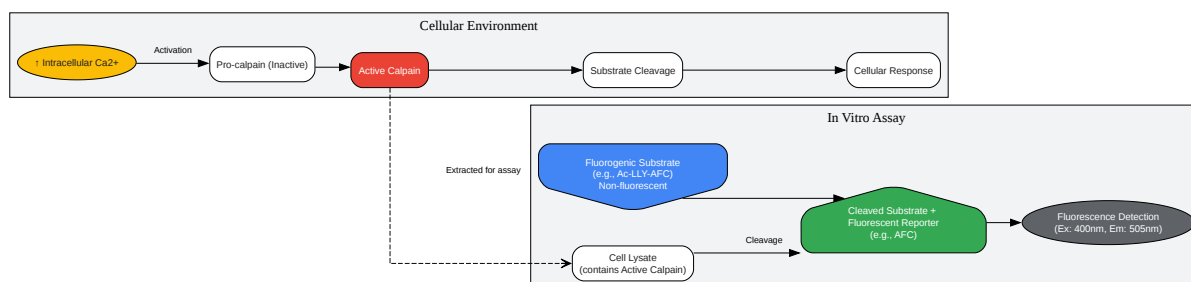 Cellular Environment
↑ Intracellular Ca2+
Activation
Pro-calpain (Inactive)
Active Calpain
Substrate Cleavage
Cellular Response
In Vitro Assay
Extracted for assay
Fluorogenic Substrate
(e.g., Ac-LLY-AFC)
Non-fluorescent
Cleaved Substrate +
Fluorescent Reporter
(e.g., AFC)
Fluorescence Detection
(Ex: 400nm, Em: 505nm)
Cleavage
Cell Lysate
(contains Active Calpain)